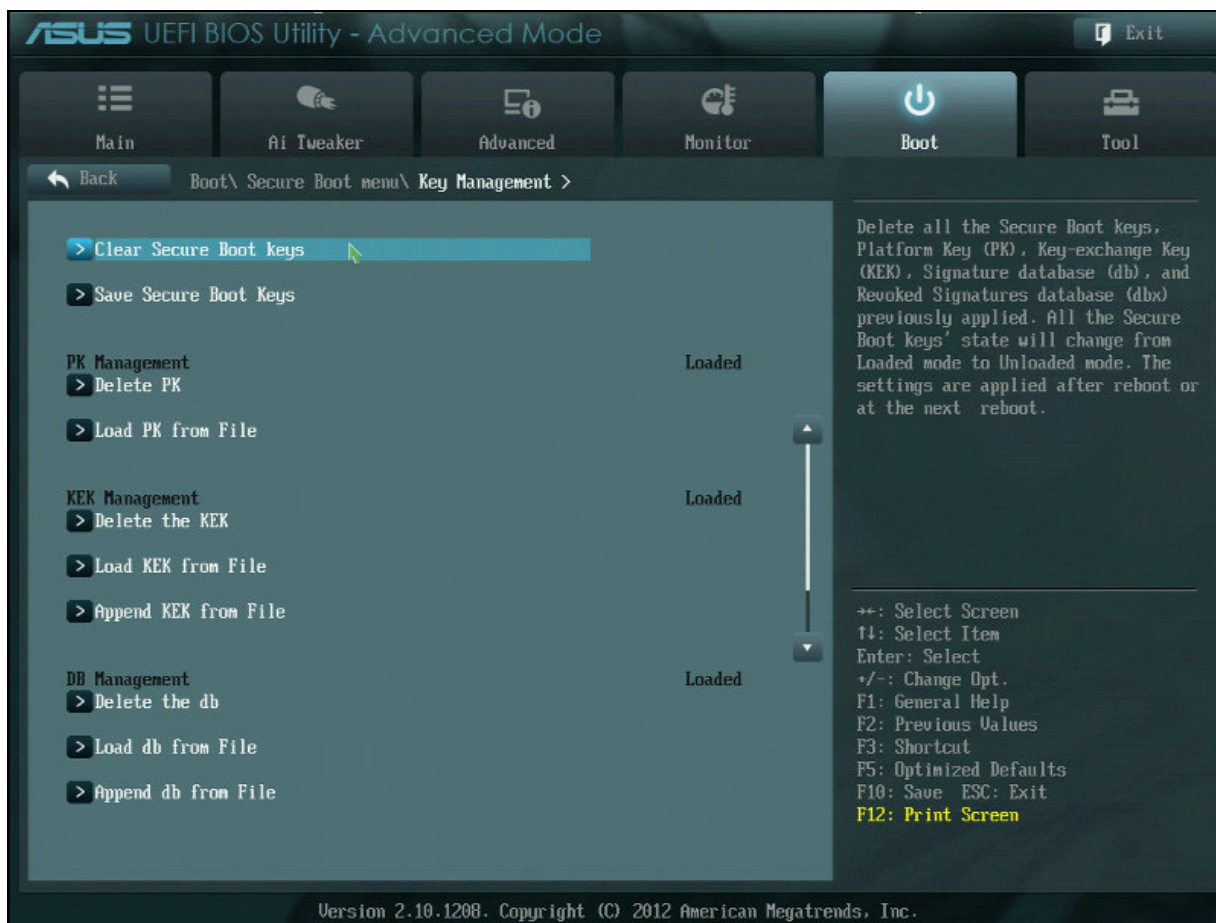 ASUS UEFI BIOS Utility - Advanced Mode
Exit
Main
Ai Tweaker
Advanced
Monitor
Boot
Tool
Back
Boot\ Secure Boot menu\ Key Management >
> Clear Secure Boot keys
> Save Secure Boot Keys
PK Management Loaded
> Delete PK
> Load PK from File
KEK Management Loaded
> Delete the KEK
> Load KEK from File
> Append KEK from File
DB Management Loaded
> Delete the db
> Load db from File
> Append db from File
Delete all the Secure Boot keys,
Platform Key (PK), Key-exchange Key
(KEK), Signature database (db), and
Revoked Signatures database (dbx)
previously applied. All the Secure
Boot keys' state will change from
Loaded mode to Unloaded mode. The
settings are applied after reboot or
at the next reboot.
→←: Select Screen
↑↓: Select Item
Enter: Select
+/-: Change Opt.
F1: General Help
F2: Previous Values
F3: Shortcut
F5: Optimized Defaults
F10: Save ESC: Exit
F12: Print Screen
Version 2.10.1208. Copyright (C) 2012 American Megatrends, Inc.